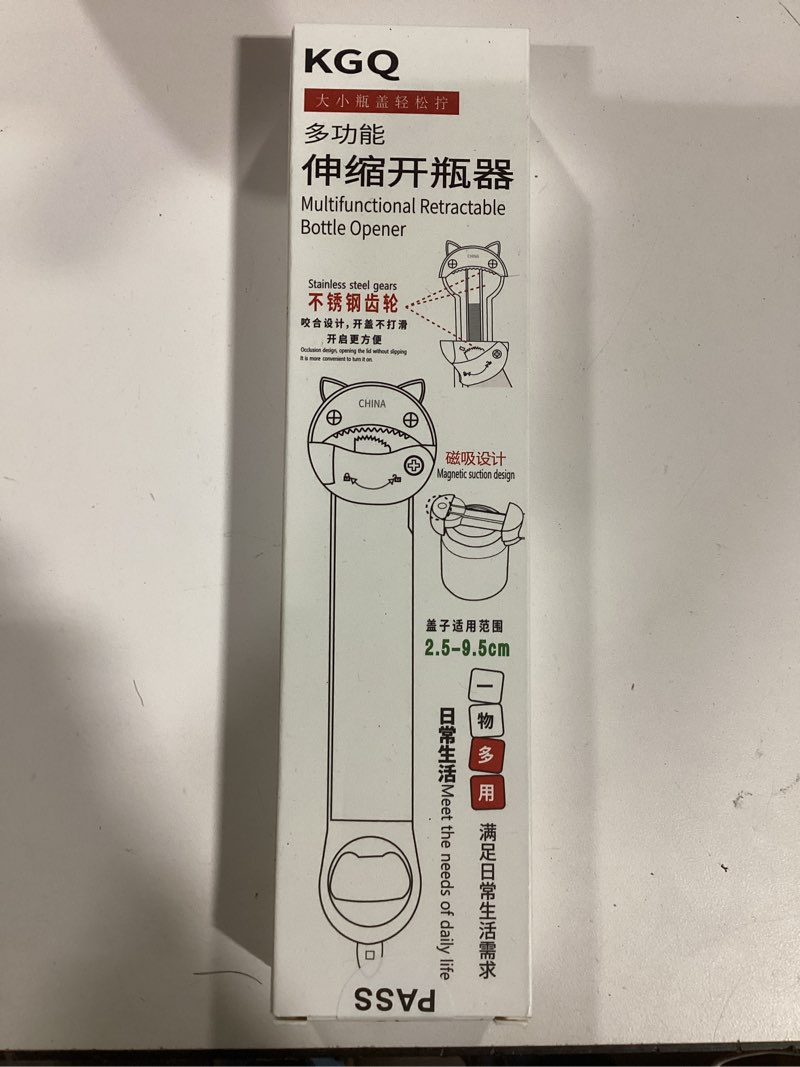 KGQ
大小瓶盖轻松拧
多功能
伸缩开瓶器
Multifunctional Retractable
Bottle Opener
CHINA
Stainless steel gears
不锈钢齿轮
咬合设计，开盖不打滑
开启更方便
Occlusion design, opening the lid without slipping
It is more convenient to turn it on.
CHINA
磁吸设计
Magnetic suction design
盖子适用范围
2.5-9.5cm
一物多用
满足日常生活需求
日常生活Meet the needs of daily life
PASS